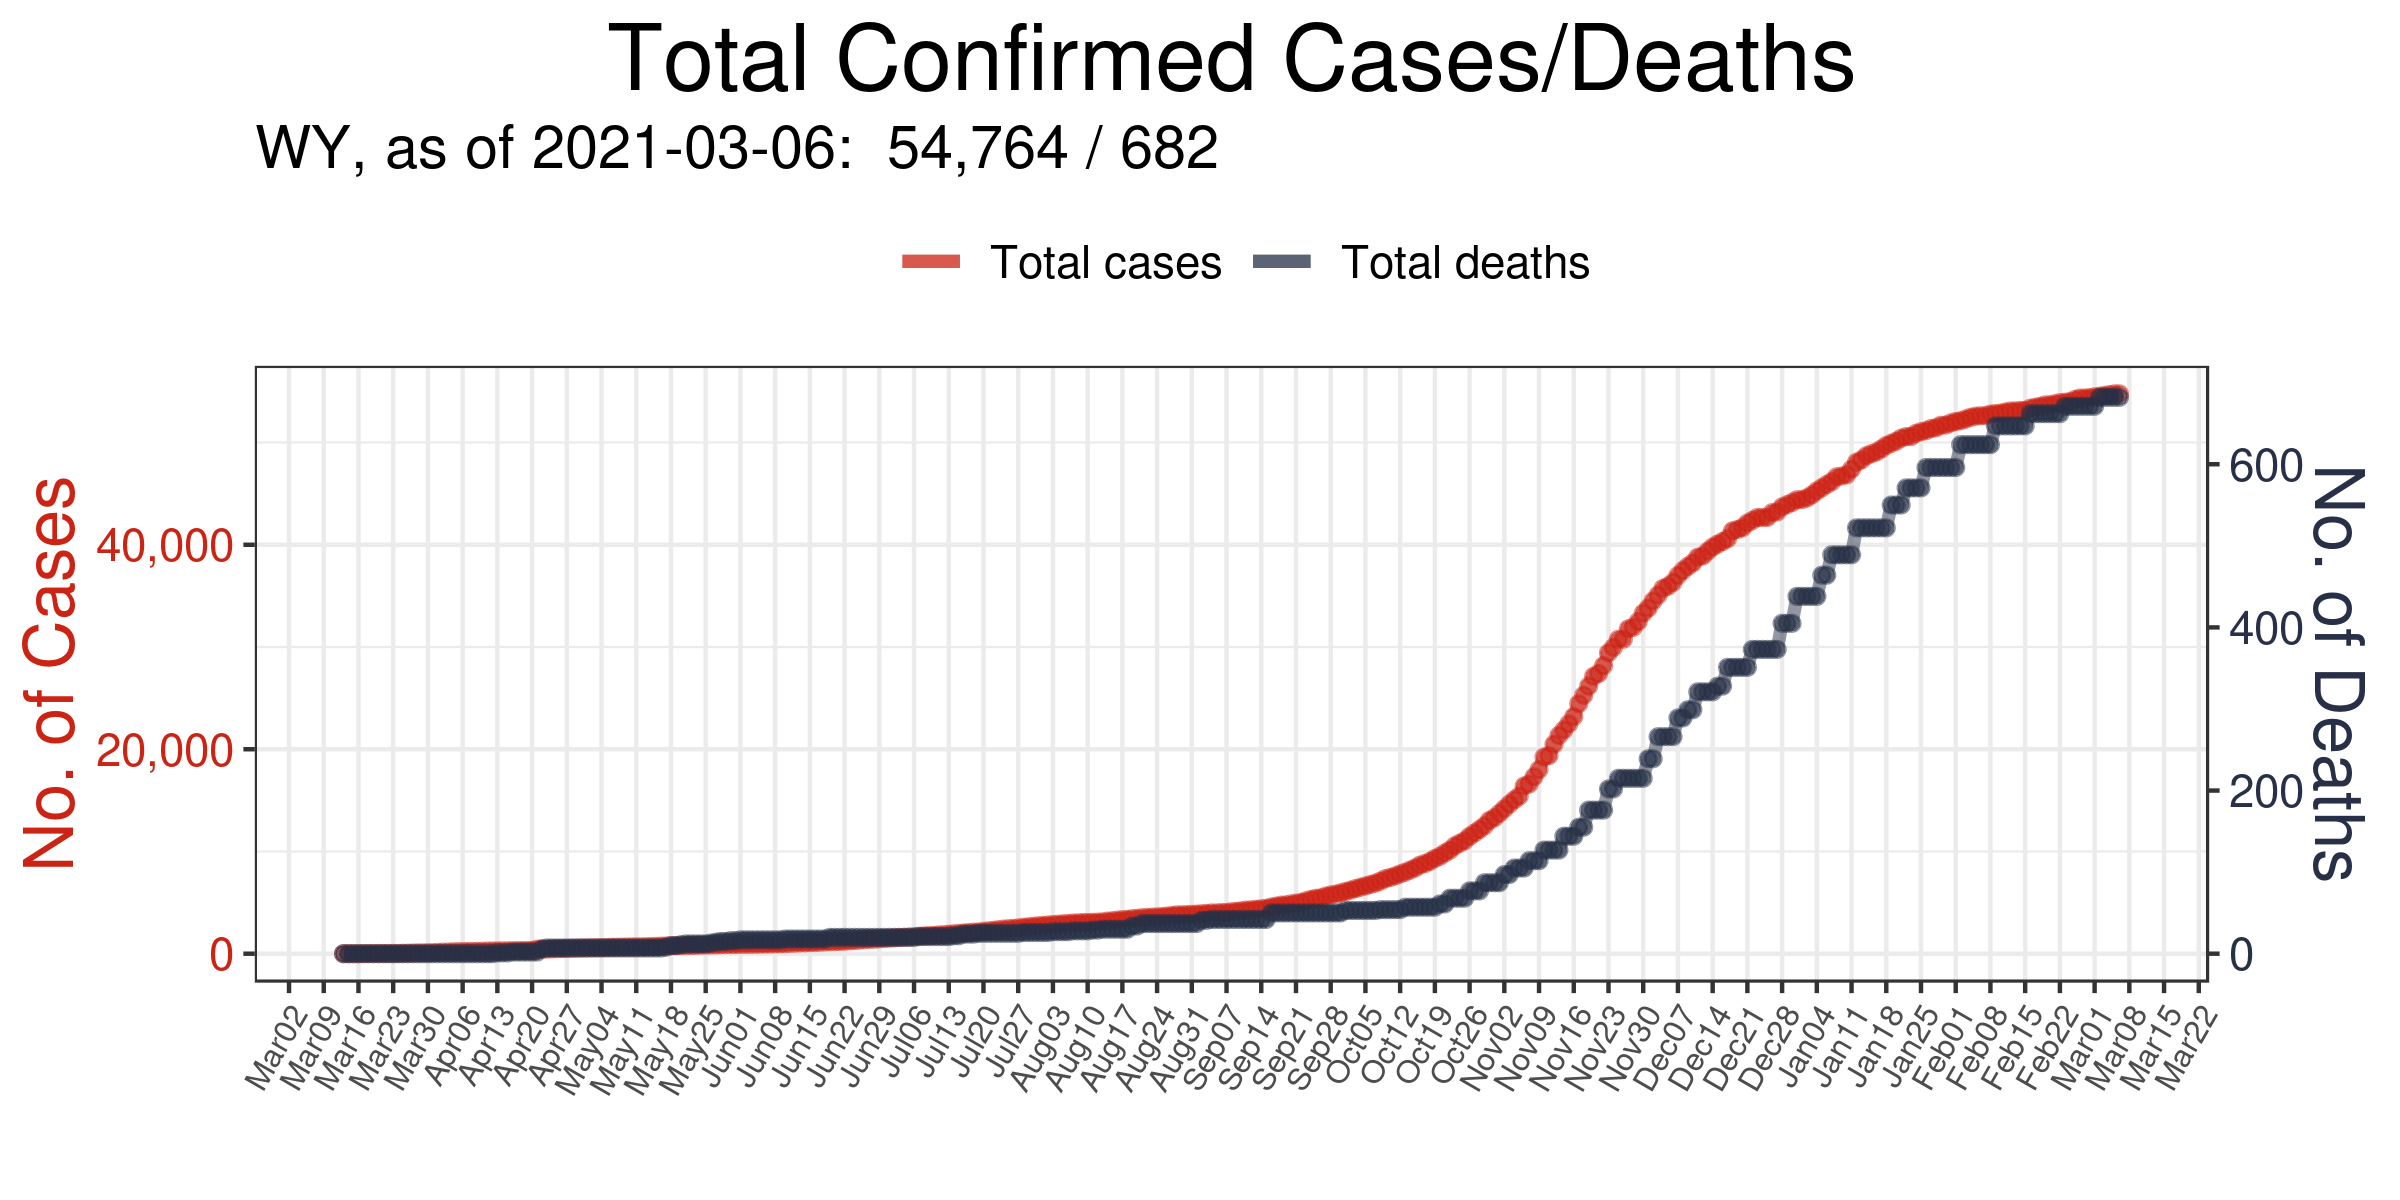 Total Confirmed Cases/Deaths
WY, as of 2021-03-06:  54,764 / 682
Total cases
Total deaths
No. of Cases
40,000
20,000
0
600
400
200
0
No. of Deaths
Mar02
Mar09
Mar16
Mar23
Mar30
Apr06
Apr13
Apr20
Apr27
May04
May11
May18
May25
Jun01
Jun08
Jun15
Jun22
Jun29
Jul06
Jul13
Jul20
Jul27
Aug03
Aug10
Aug17
Aug24
Aug31
Sep07
Sep14
Sep21
Sep28
Oct05
Oct12
Oct19
Oct26
Nov02
Nov09
Nov16
Nov23
Nov30
Dec07
Dec14
Dec21
Dec28
Jan04
Jan11
Jan18
Jan25
Feb01
Feb08
Feb15
Feb22
Mar01
Mar08
Mar15
Mar22